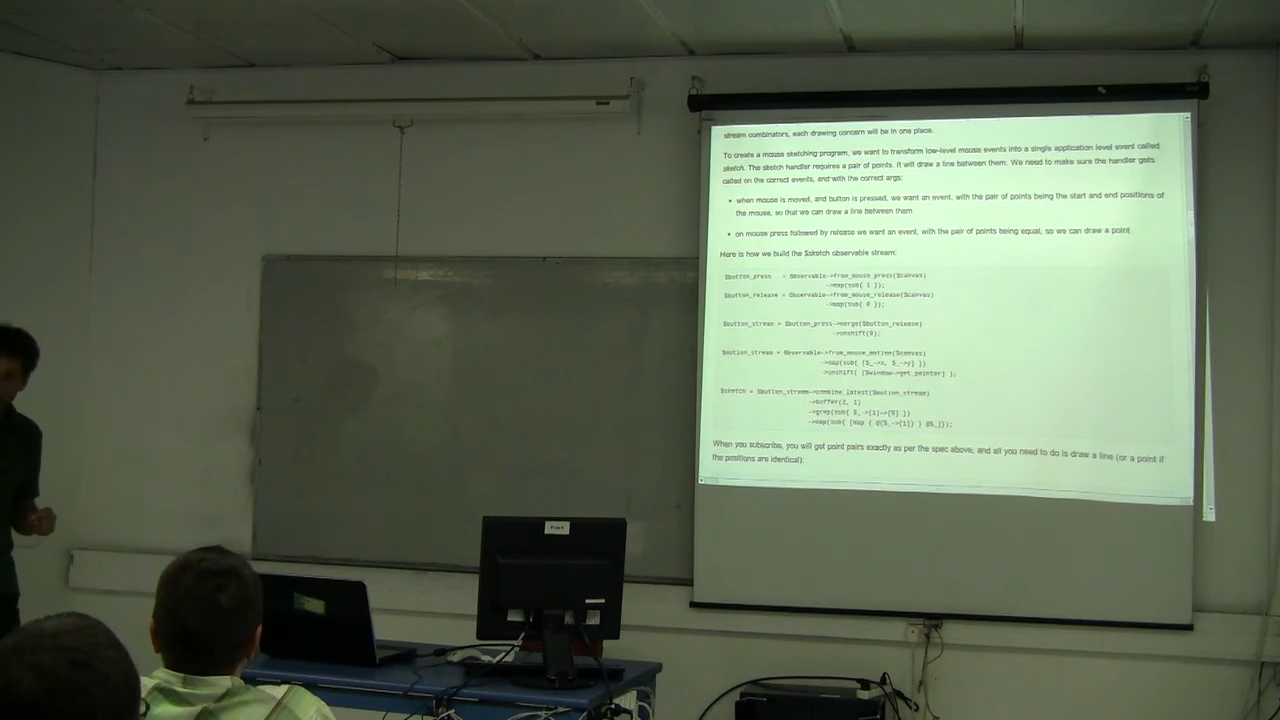 stream combinators, each drawing concern will be in one place.
To create a mouse sketching program, we want to transform low-level mouse events into a single application level event called
sketch. The sketch handler requires a pair of points. It will draw a line between them. We need to make sure the handler gets
called on the correct events, and with the correct args:
• when mouse is moved, and button is pressed, we want an event, with the pair of points being the start and end positions of
the mouse, so that we can draw a line between them
• on mouse press followed by release we want an event, with the pair of points being equal, so we can draw a point
Here is how we build the $sketch observable stream:
$button_press = Observable->from_mouse_press($canvas)
->map(sub{ 1 });
$button_release = Observable->from_mouse_release($canvas)
->map(sub{ 0 });
$button_stream = $button_press->merge($button_release)
->unshift(0);
$motion_stream = Observable->from_mouse_motion($canvas)
->map(sub{ [$_->x, $_->y] })
->unshift( [$window->get_pointer] );
$sketch = $button_stream->combine_latest($motion_stream)
->buffer(2, 1)
->grep(sub{ $_->[1]->[0] })
->map(sub{ [map { @{$_->[1]} } @$_]});
When you subscribe, you will get point pairs exactly as per the spec above, and all you need to do is draw a line (or a point if
the positions are identical):